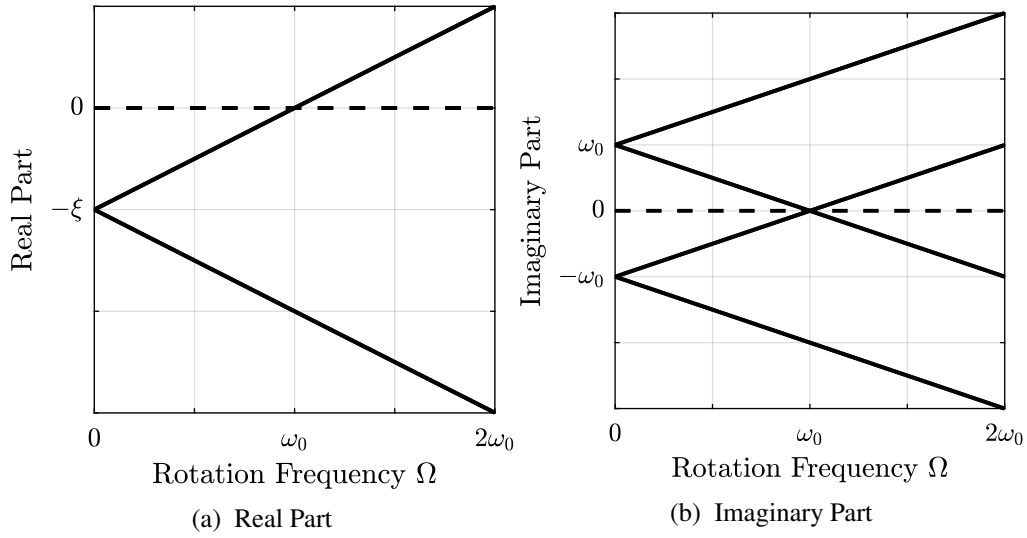 Real Part
0
−ξ
0
ω₀
2ω₀
Rotation Frequency Ω
(a) Real Part
Imaginary Part
ω₀
0
−ω₀
0
ω₀
2ω₀
Rotation Frequency Ω
(b) Imaginary Part